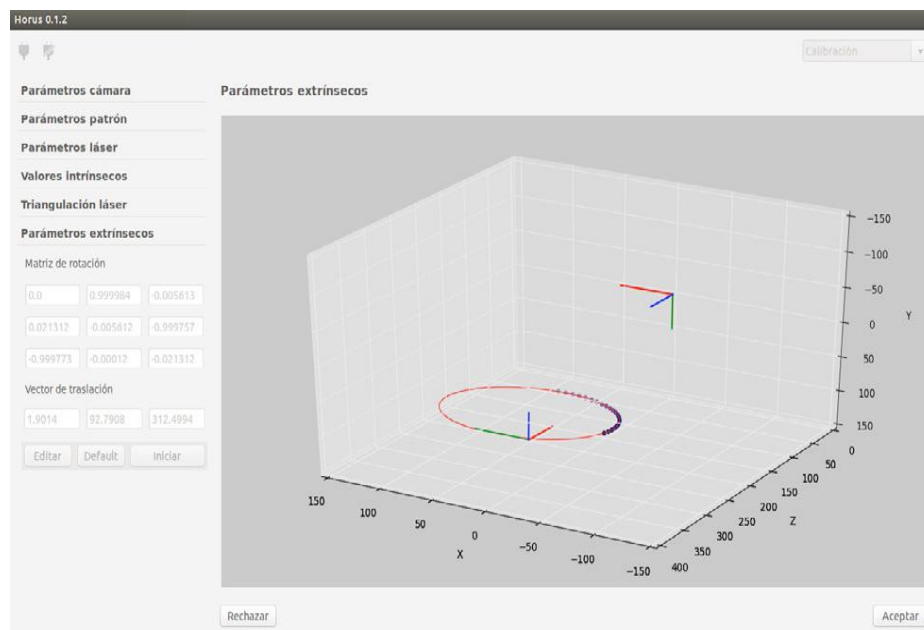 Horus 0.1.2
Calibración
Parámetros cámara
Parámetros patrón
Parámetros láser
Valores intrínsecos
Triangulación láser
Parámetros extrínsecos
Matriz de rotación
0.0 0.999984 -0.005613
0.021312 -0.005612 -0.999757
-0.999773 -0.00012 -0.021312
Vector de traslación
1.9014 92.7908 312.4994
Editar Default Iniciar
Parámetros extrínsecos
−150
−100
−50
0
50
100
150
Y
150
100
50
0
−50
−100
−150
X
0
50
100
150
200
250
300
350
400
Z
Rechazar Aceptar